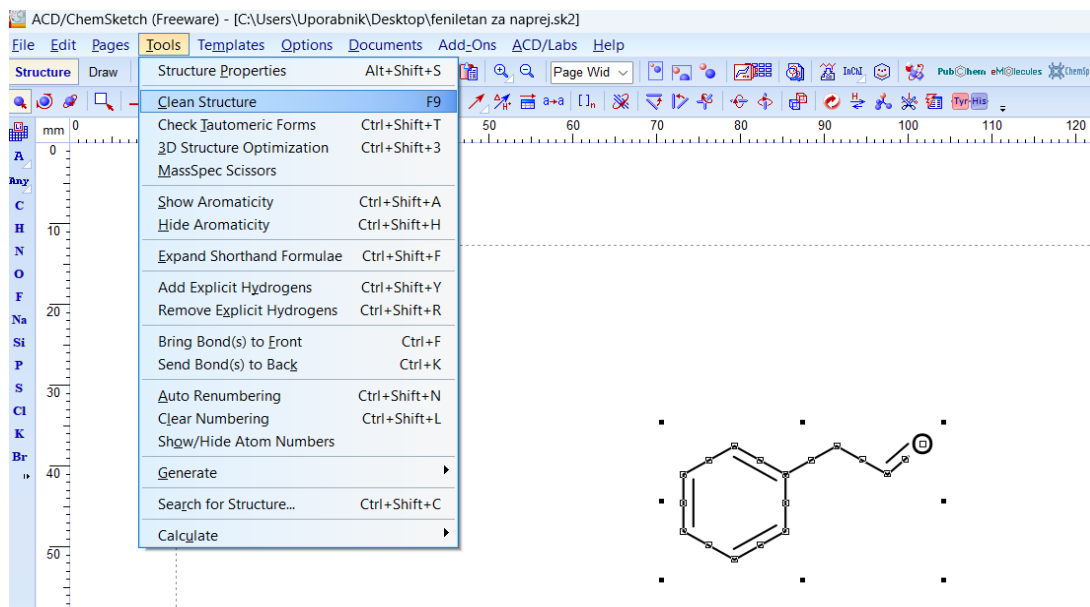 ACD/ChemSketch (Freeware) - [C:\Users\Uporabnik\Desktop\feniletan za naprej.sk2]
File Edit Pages Tools Templates Options Documents Add-Ons ACD/Labs Help
Structure Draw Page Wid InChI PubChem eMolecules
a→a []n Tyr-His
mm 0 50 60 70 80 90 100 110 120
Structure Properties Alt+Shift+S
Clean Structure F9
Check Tautomeric Forms Ctrl+Shift+T
3D Structure Optimization Ctrl+Shift+3
MassSpec Scissors
Show Aromaticity Ctrl+Shift+A
Hide Aromaticity Ctrl+Shift+H
Expand Shorthand Formulae Ctrl+Shift+F
Add Explicit Hydrogens Ctrl+Shift+Y
Remove Explicit Hydrogens Ctrl+Shift+R
Bring Bond(s) to Front Ctrl+F
Send Bond(s) to Back Ctrl+K
Auto Renumbering Ctrl+Shift+N
Clear Numbering Ctrl+Shift+L
Show/Hide Atom Numbers
Generate
Search for Structure... Ctrl+Shift+C
Calculate
A
Any
C
H
N
O
F
Na
Si
P
S
Cl
K
Br
0
10
20
30
40
50
O